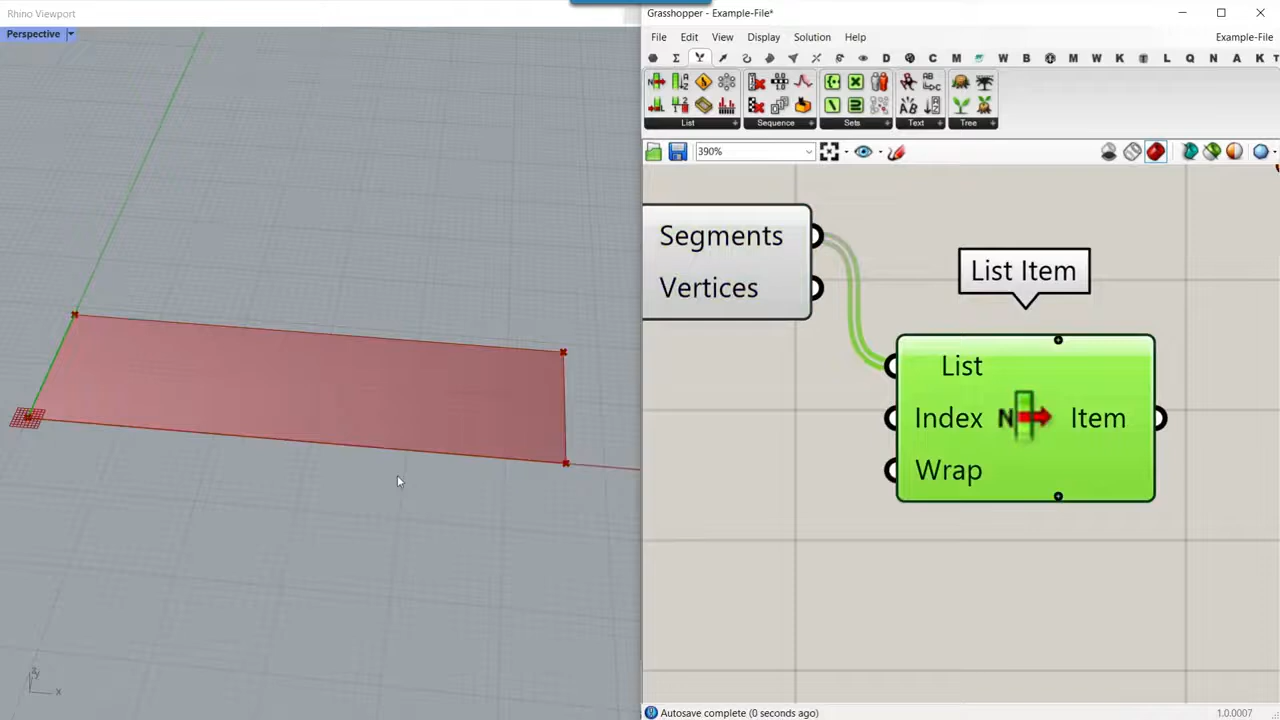 Rhino Viewport
Perspective
Grasshopper - Example-File*
File Edit View Display Solution Help
Example-File
D C M W B M W K L Q N A K T
List
Sequence
Sets
Text
Tree
390%
Segments
Vertices
List Item
List
Index
Wrap
N
Item
y
x
Autosave complete (0 seconds ago)
1.0.0007